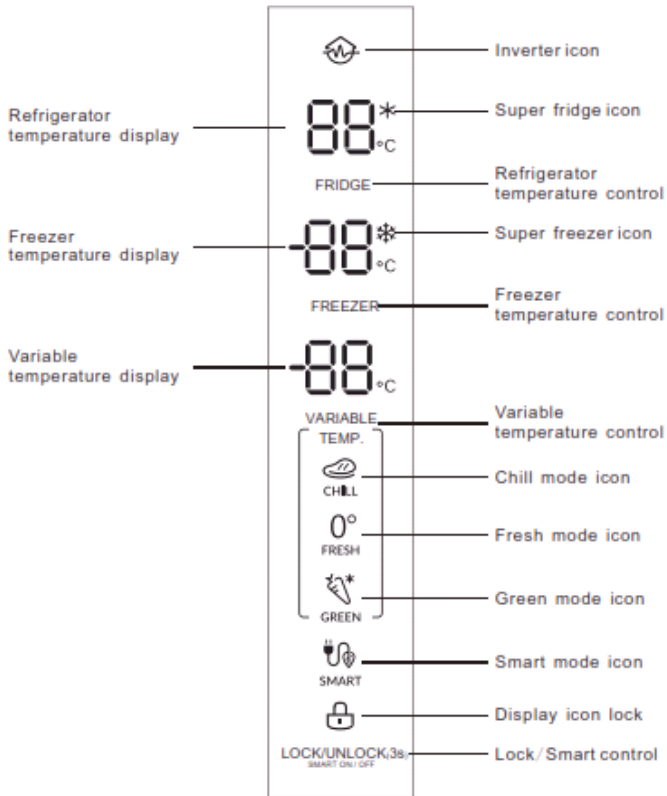 Inverter icon
Refrigerator
temperature display
88
°C
Super fridge icon
FRIDGE
Refrigerator
temperature control
Freezer
temperature display
-88
°C
Super freezer icon
FREEZER
Freezer
temperature control
Variable
temperature display
-88
°C
VARIABLE
TEMP.
Variable
temperature control
CHILL
Chill mode icon
0°
FRESH
Fresh mode icon
GREEN
Green mode icon
SMART
Smart mode icon
Display icon lock
LOCK/UNLOCK(3s)
SMART ON / OFF
Lock/Smart control